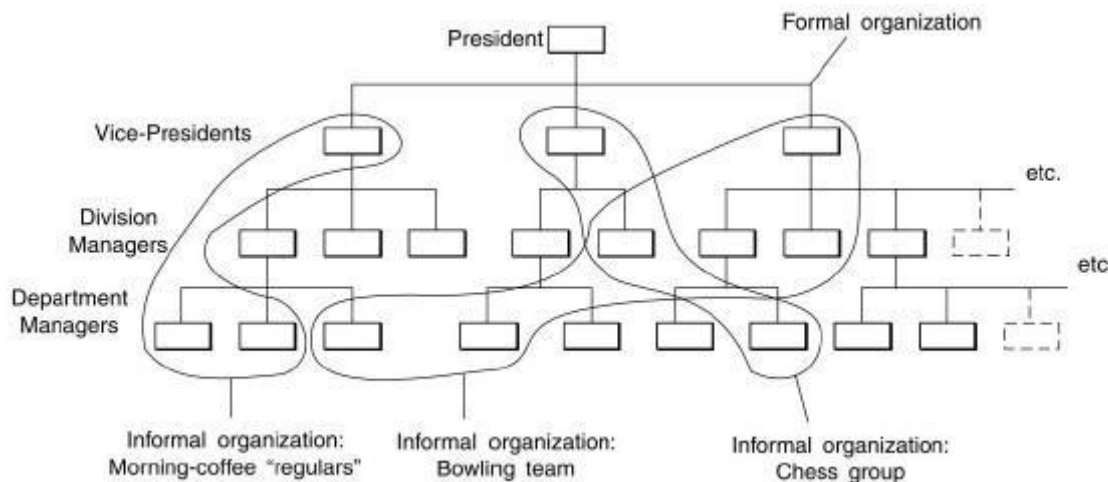 Formal organization
President
Vice-Presidents
etc.
Division
Managers
etc
Department
Managers
Informal organization:
Morning-coffee “regulars”
Informal organization:
Bowling team
Informal organization:
Chess group